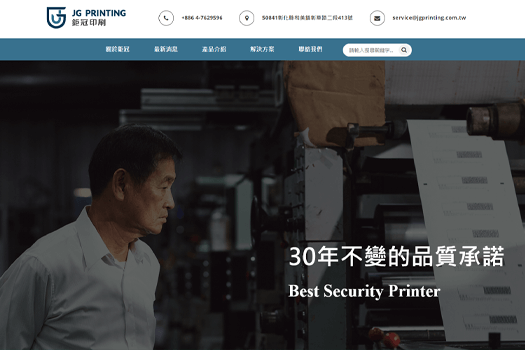 JG PRINTING
鉅冠印刷
+886 4-7629596
50841彰化縣和美鎮彰草路二段413號
service@jgprinting.com.tw
關於鉅冠
最新消息
產品介紹
解決方案
聯絡我們
請輸入搜尋關鍵字...
30年不變的品質承諾
Best Security Printer